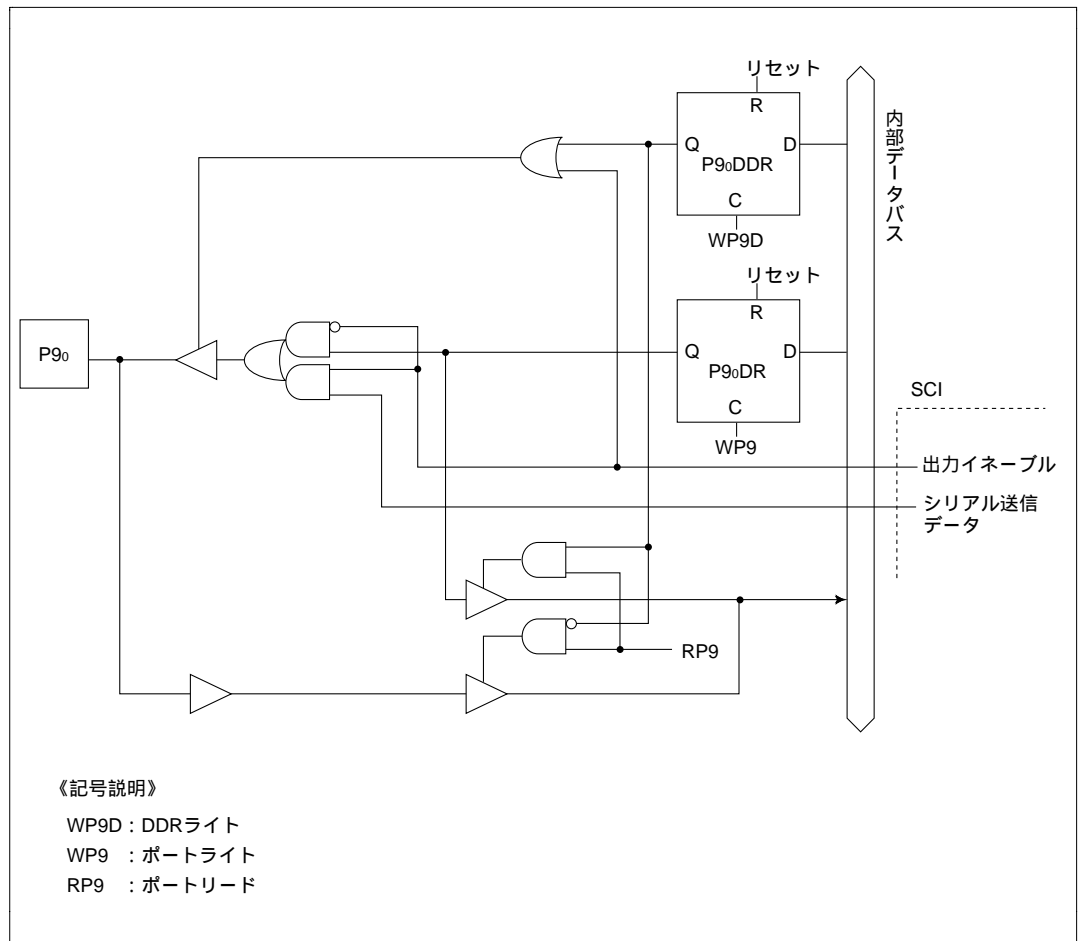 リセット
R
Q
D
P9₀DDR
C
WP9D
内部データバス
リセット
R
P9₀
Q
D
P9₀DR
C
WP9
SCI
出力イネーブル
シリアル送信
データ
RP9
《記号説明》
WP9D:DDRライト
WP9 :ポートライト
RP9 :ポートリード